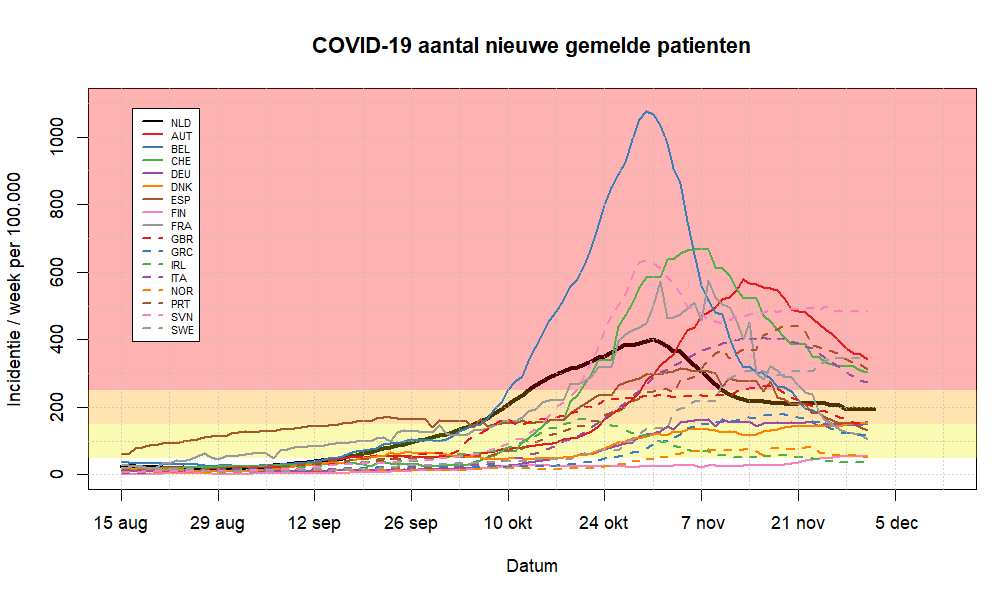 COVID-19 aantal nieuwe gemelde patienten
Incidentie / week per 100.000
1000
800
600
400
200
0
NLD
AUT
BEL
CHE
DEU
DNK
ESP
FIN
FRA
GBR
GRC
IRL
ITA
NOR
PRT
SVN
SWE
15 aug 29 aug 12 sep 26 sep 10 okt 24 okt 7 nov 21 nov 5 dec
Datum